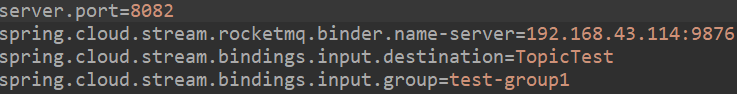 server.port=8082
spring.cloud.stream.rocketmq.binder.name-server=192.168.43.114:9876
spring.cloud.stream.bindings.input.destination=TopicTest
spring.cloud.stream.bindings.input.group=test-group1